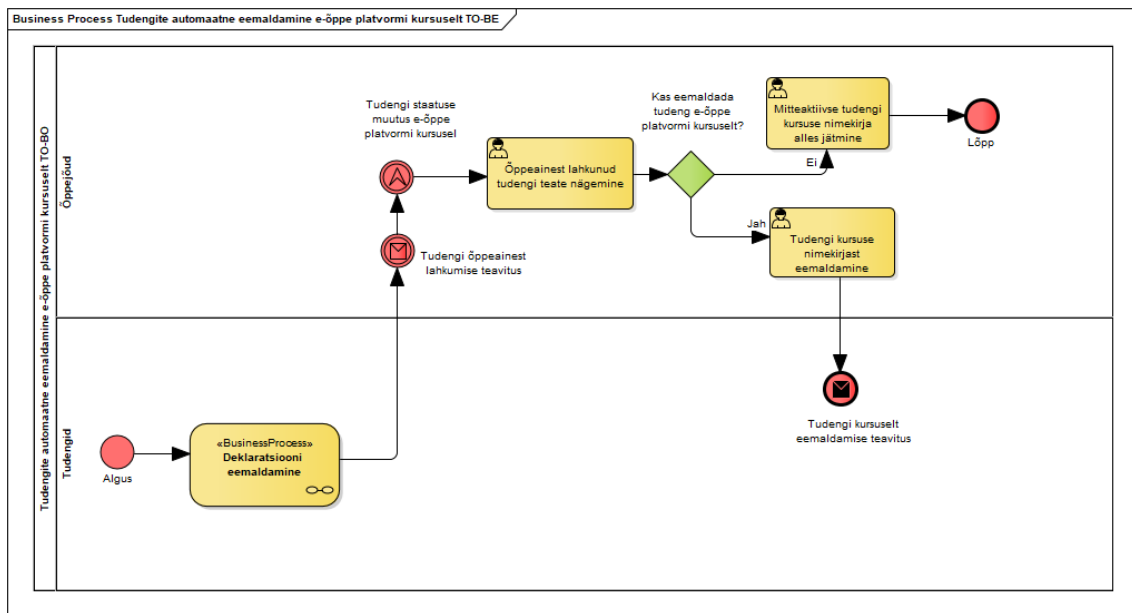 Business Process Tudengite automaatne eemaldamine e-õppe platvormi kursuselt TO-BE
Tudengite automaatne eemaldamine e-õppe platvormi kursuselt TO-BO
Õppejõud
Tudengi staatuse
muutus e-õppe
platvormi kursusel
Õppeainest lahkunud
tudengi teate nägemine
Kas eemaldada
tudeng e-õppe
platvormi kursuselt?
Mitteaktiivse tudengi
kursuse nimekirja
alles jätmine
Lõpp
Ei
Jah
Tudengi kursuse
nimekirjast
eemaldamine
Tudengi õppeainest
lahkumise teavitus
Tudengid
Algus
«BusinessProcess»
Deklaratsiooni
eemaldamine
Tudengi kursuselt
eemaldamise teavitus